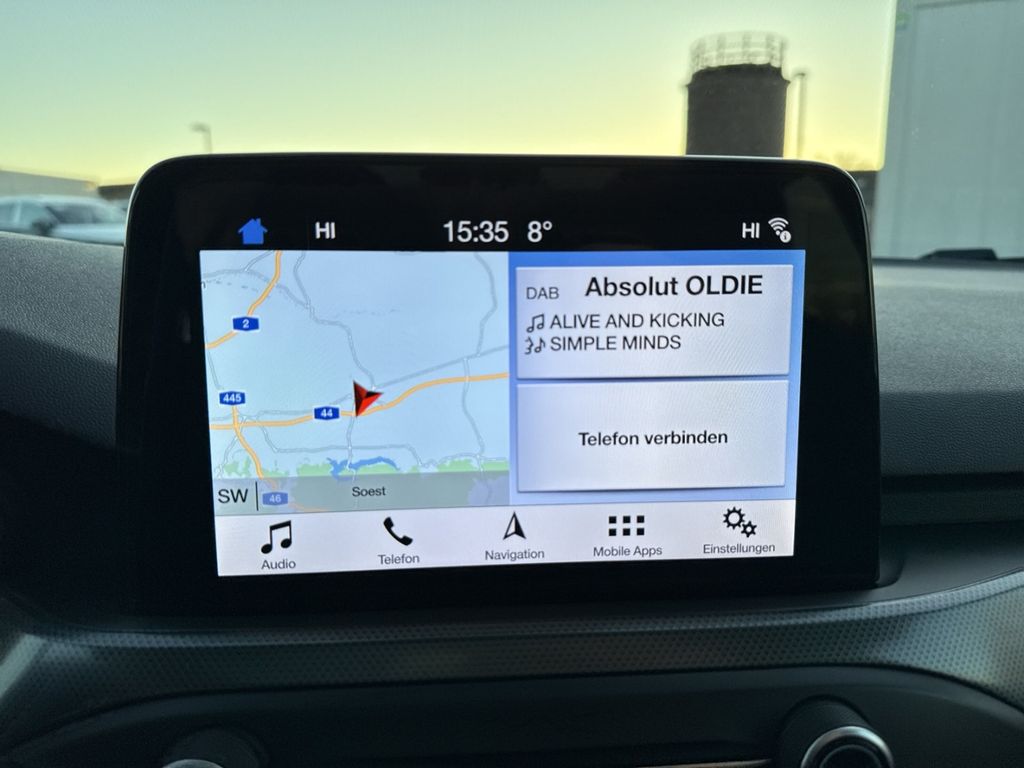 HI
15:35 8°
HI
2
445
44
SW
46
Soest
DAB
Absolut OLDIE
ALIVE AND KICKING
SIMPLE MINDS
Telefon verbinden
Audio
Telefon
Navigation
Mobile Apps
Einstellungen